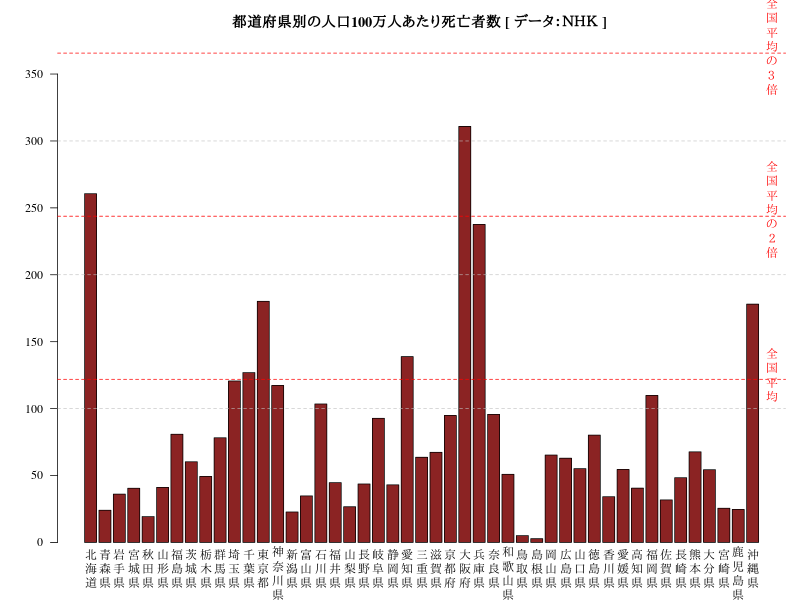 都道府県別の人口100万人あたり死亡者数 [ データ：NHK ]
全国平均の3倍
350
300
全国平均の2倍
250
200
150
全国平均
100
50
0
北海道
青森県
岩手県
宮城県
秋田県
山形県
福島県
茨城県
栃木県
群馬県
埼玉県
千葉県
東京都
神奈川県
新潟県
富山県
石川県
福井県
山梨県
長野県
岐阜県
静岡県
愛知県
三重県
滋賀県
京都府
大阪府
兵庫県
奈良県
和歌山県
鳥取県
島根県
岡山県
広島県
山口県
徳島県
香川県
愛媛県
高知県
福岡県
佐賀県
長崎県
熊本県
大分県
宮崎県
鹿児島県
沖縄県